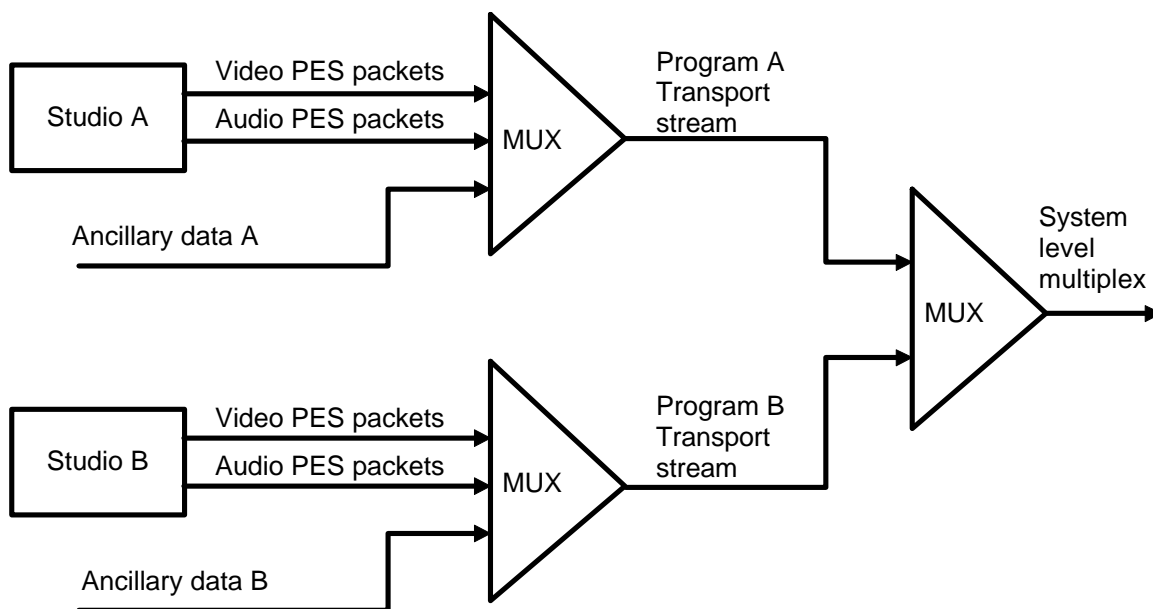 Studio A
Video PES packets
Audio PES packets
Ancillary data A
MUX
Program A
Transport
stream
MUX
System
level
multiplex
Studio B
Video PES packets
Audio PES packets
Ancillary data B
MUX
Program B
Transport
stream